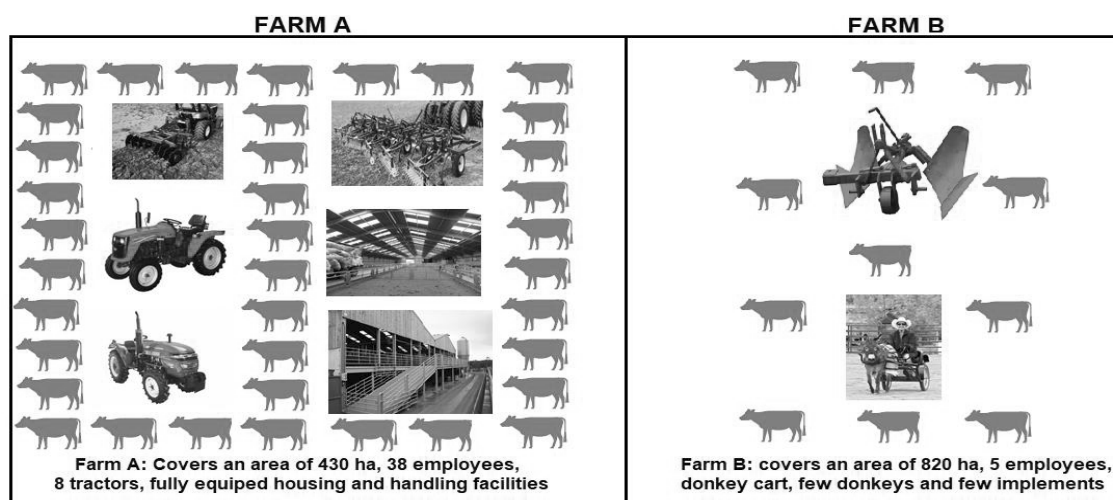 FARM A
FARM B
Farm A: Covers an area of 430 ha, 38 employees,
8 tractors, fully equiped housing and handling facilities
Farm B: covers an area of 820 ha, 5 employees,
donkey cart, few donkeys and few implements